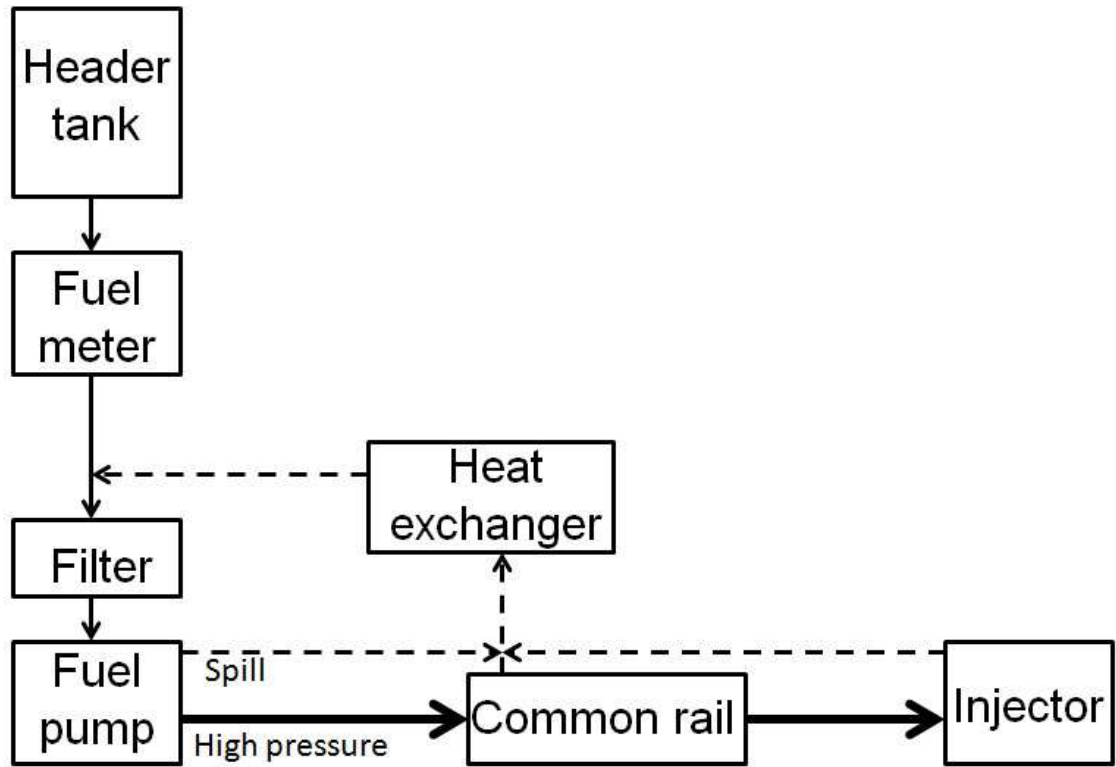 Header
tank
Fuel
meter
Heat
exchanger
Filter
Fuel
pump
Spill
High pressure
Common rail
Injector